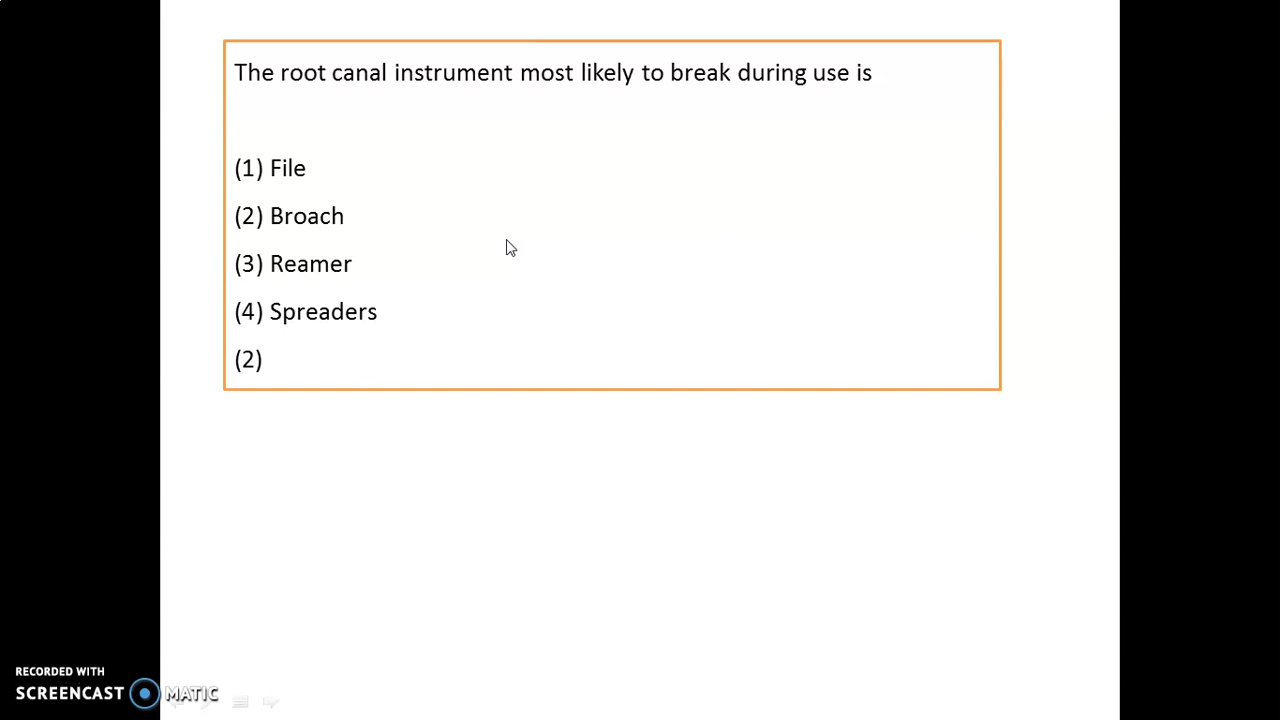 The root canal instrument most likely to break during use is
(1) File
(2) Broach
(3) Reamer
(4) Spreaders
(2)
RECORDED WITH
SCREENCAST MATIC